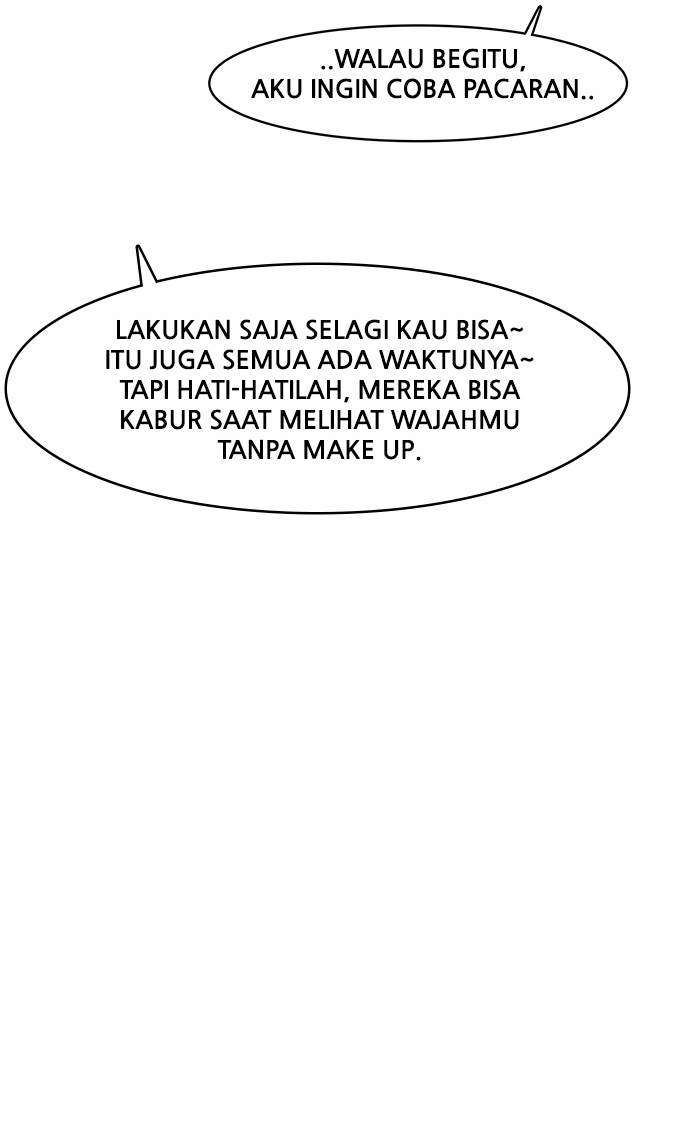 ..WALAU BEGITU,
AKU INGIN COBA PACARAN..
LAKUKAN SAJA SELAGI KAU BISA~
ITU JUGA SEMUA ADA WAKTUNYA~
TAPI HATI-HATILAH, MEREKA BISA
KABUR SAAT MELIHAT WAJAHMU
TANPA MAKE UP.